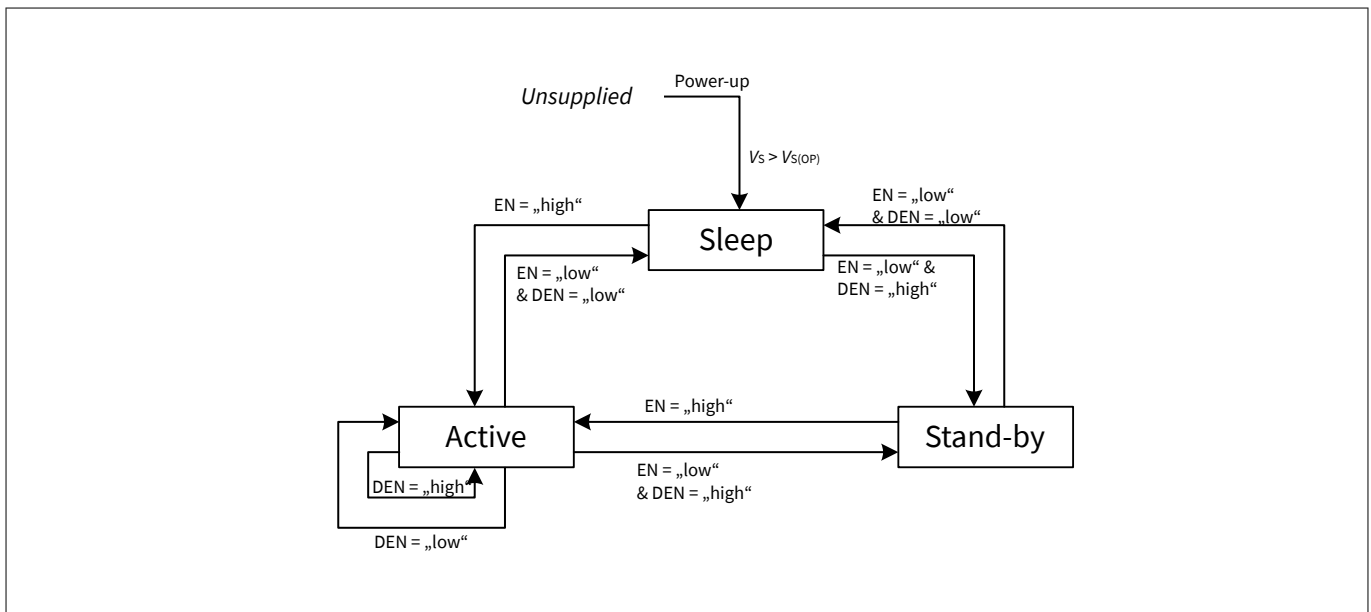 Power-up
Unsupplied
VS > VS(OP)
EN = „low“
& DEN = „low“
EN = „high“
Sleep
EN = „low“
& DEN = „low“
EN = „low“ &
DEN = „high“
EN = „high“
Active
Stand-by
EN = „low“
& DEN = „high“
DEN = „high“
DEN = „low“